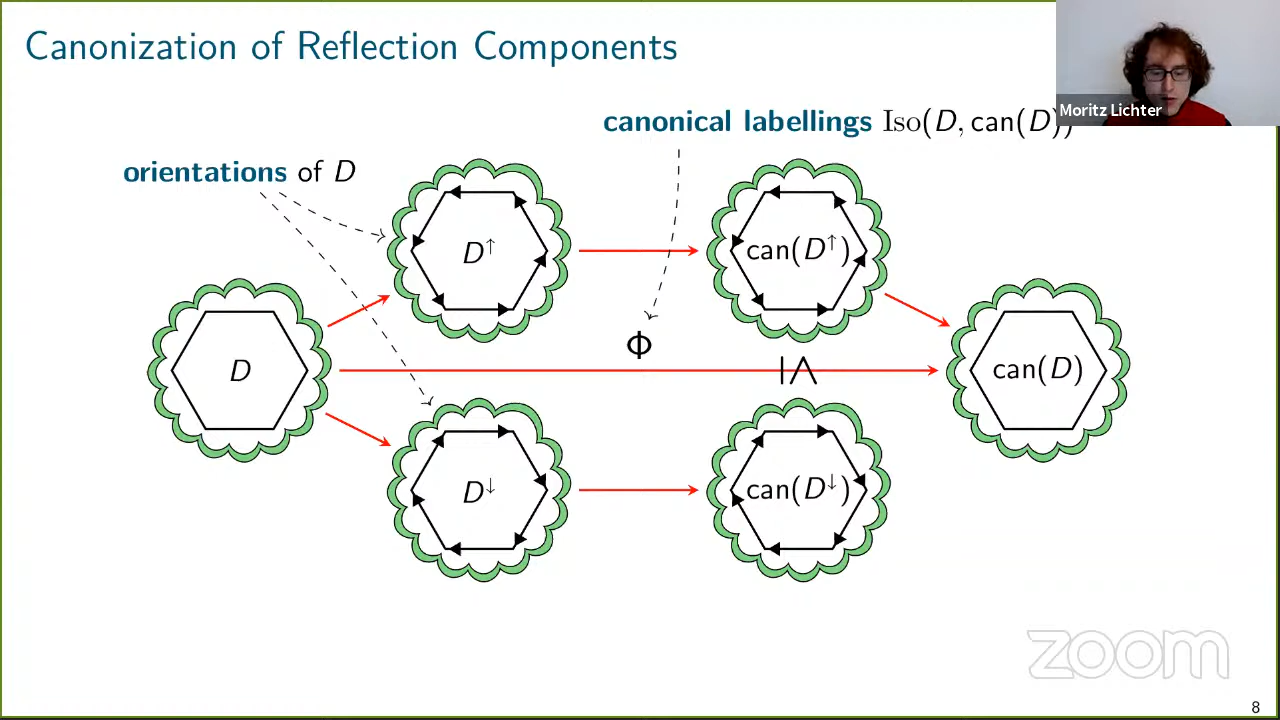 Canonization of Reflection Components
Moritz Lichter
canonical labellings Iso(D, can(D))
orientations of D
D↑
can(D↑)
Φ
D
can(D)
|∧
D↓
can(D↓)
zoom
8